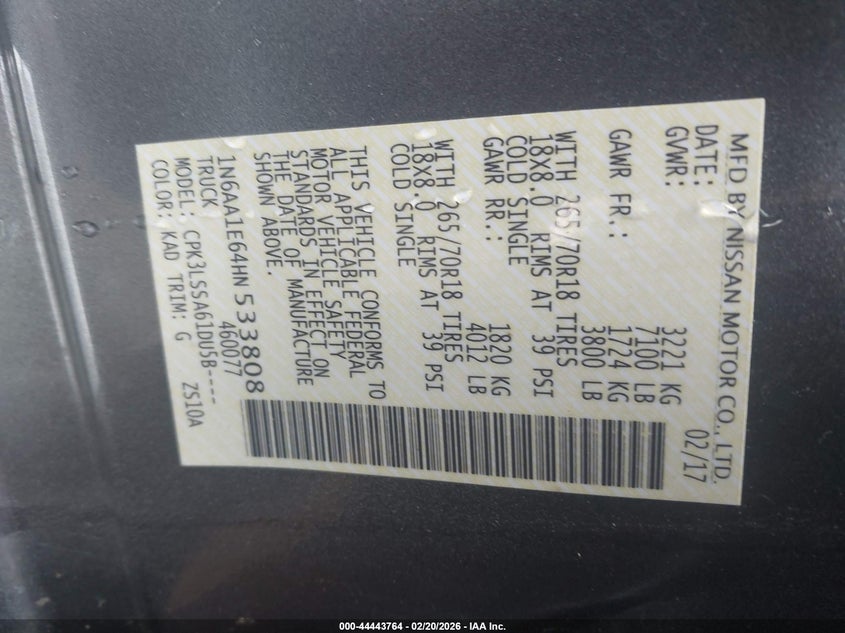 MFD BY NISSAN MOTOR CO., LTD.
DATE: 02/17
GVWR: 3221 KG
7100 LB
GAWR FR.: 1724 KG
3800 LB
WITH 265/70R18 TIRES
18X8.0 RIMS AT 39 PSI
COLD SINGLE
GAWR RR.: 1820 KG
4012 LB
WITH 265/70R18 TIRES
18X8.0 RIMS AT 39 PSI
COLD SINGLE
THIS VEHICLE CONFORMS TO
ALL APPLICABLE FEDERAL
MOTOR VEHICLE SAFETY
STANDARDS IN EFFECT ON
THE DATE OF MANUFACTURE
SHOWN ABOVE.
1N6AA1E64HN533808
TRUCK 460077
MODEL: CPK3LSSA61DU5B----
COLOR: KAD TRIM: G ZS10A
000-44443764 - 02/20/2026 - IAA Inc.